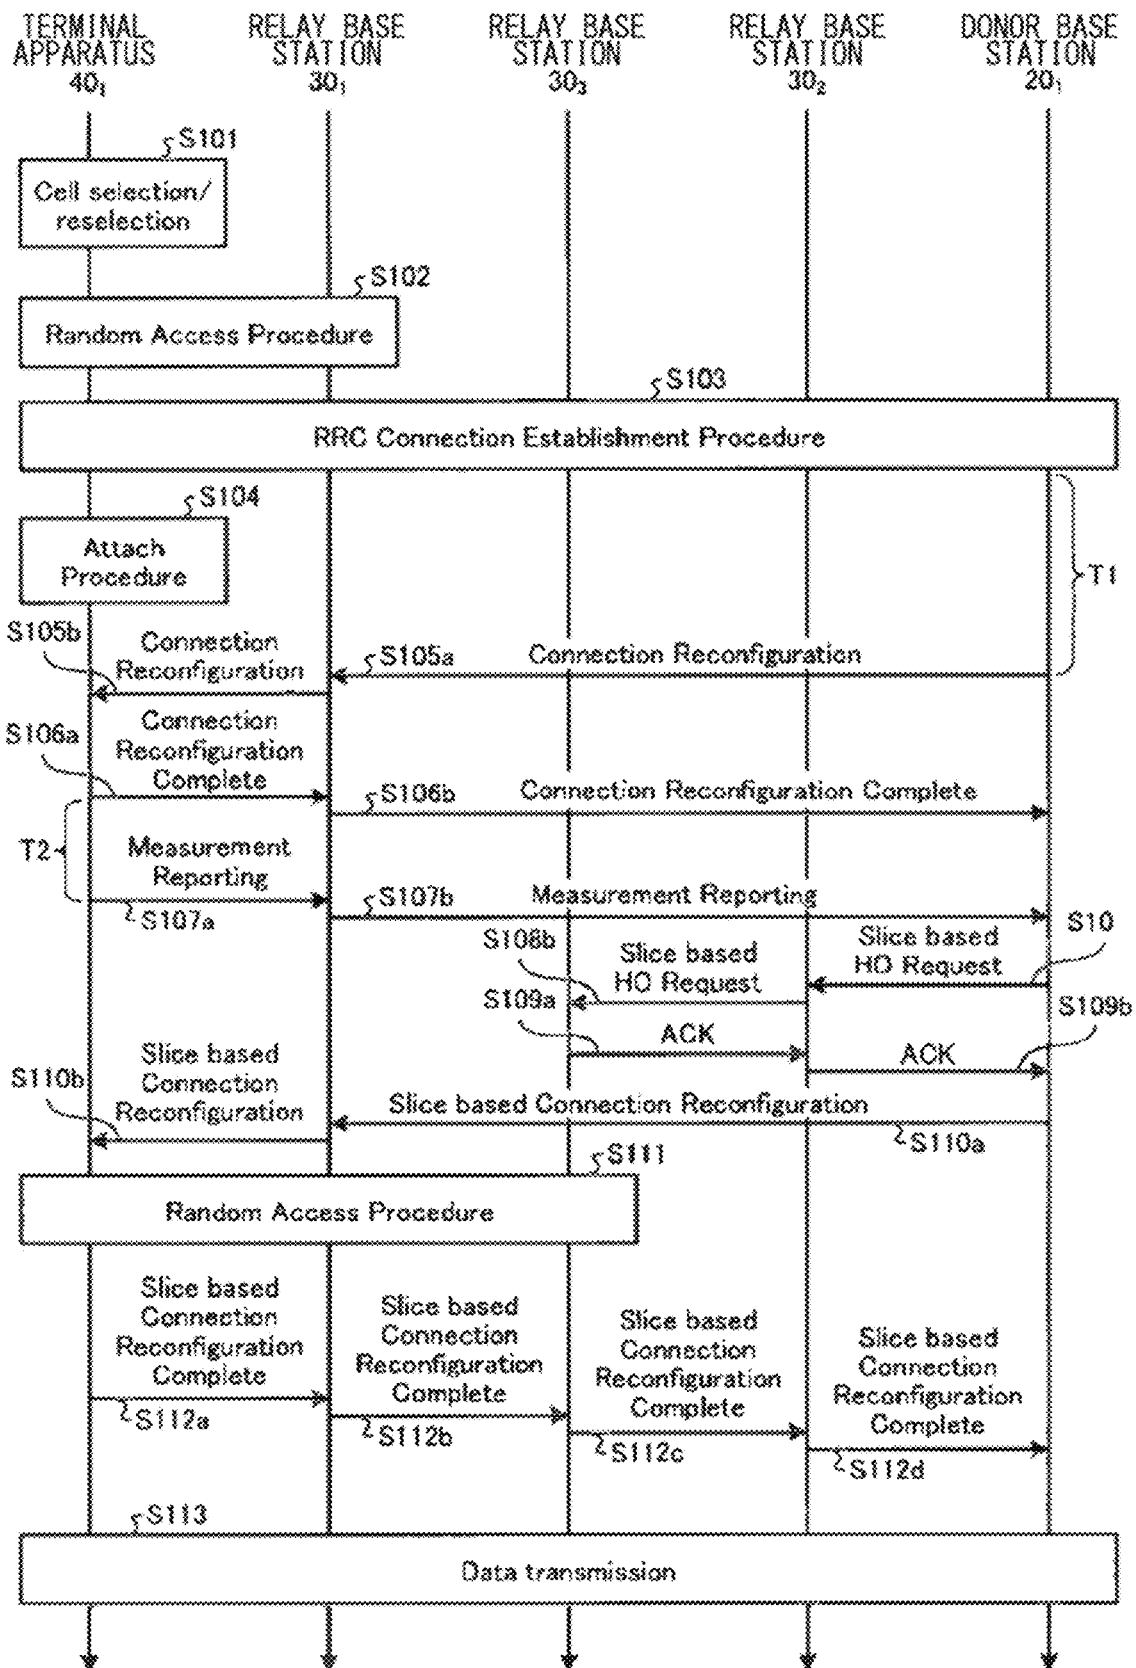 TERMINAL
APPARATUS
40₁
RELAY BASE
STATION
30₁
RELAY BASE
STATION
30₃
RELAY BASE
STATION
30₂
DONOR BASE
STATION
20₁
S101
Cell selection/
reselection
S102
Random Access Procedure
S103
RRC Connection Establishment Procedure
S104
Attach
Procedure
T1
S105b
Connection
Reconfiguration
S105a
Connection Reconfiguration
S106a
Connection
Reconfiguration
Complete
S106b
Connection Reconfiguration Complete
T2
Measurement
Reporting
S107a
S107b
Measurement Reporting
S10
Slice based
HO Request
S108b
Slice based
HO Request
S109a
ACK
S109b
ACK
S110b
Slice based
Connection
Reconfiguration
Slice based Connection Reconfiguration
S110a
S111
Random Access Procedure
Slice based
Connection
Reconfiguration
Complete
S112a
Slice based
Connection
Reconfiguration
Complete
S112b
Slice based
Connection
Reconfiguration
Complete
S112c
Slice based
Connection
Reconfiguration
Complete
S112d
S113
Data transmission